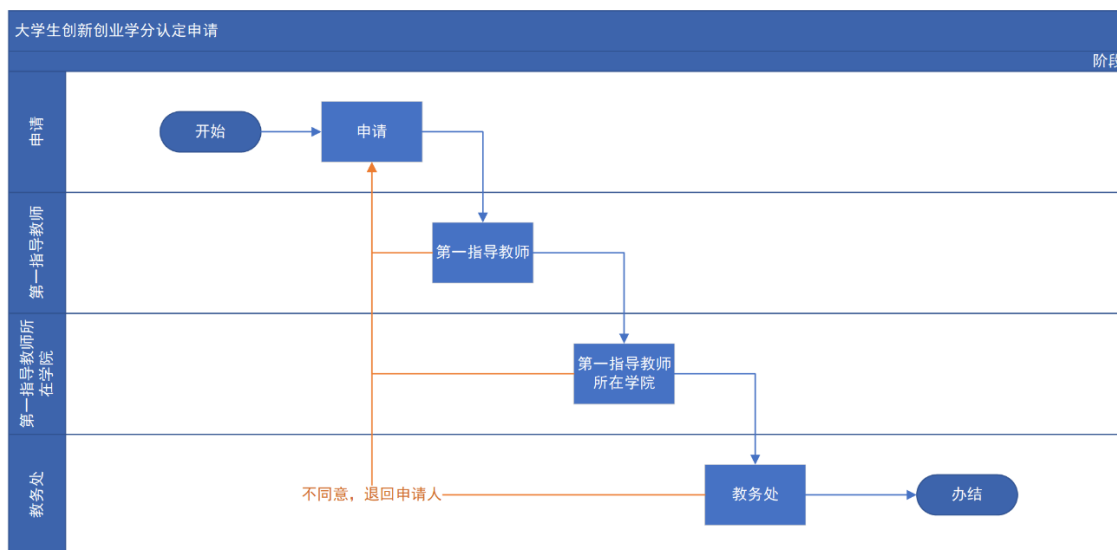 大学生创新创业学分认定申请
阶段
申请
开始
申请
第一指导教师
第一指导教师
第一指导教师所
在学院
第一指导教师
所在学院
教务处
不同意，退回申请人
教务处
办结